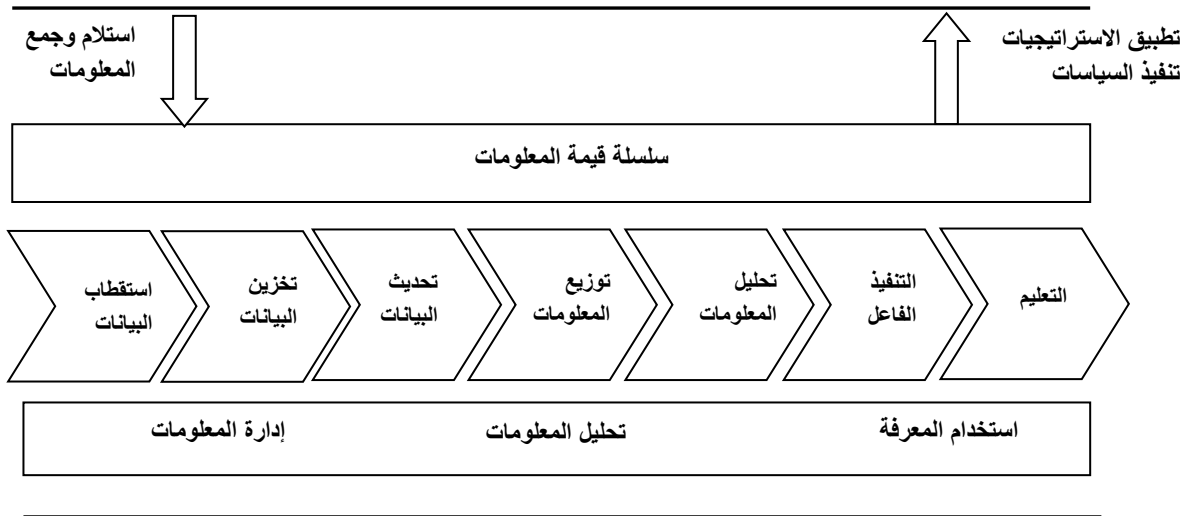 استلام وجمع
المعلومات
تطبيق الاستراتيجيات
تنفيذ السياسات
سلسلة قيمة المعلومات
استقطاب
البيانات
تخزين
البيانات
تحديث
البيانات
توزيع
المعلومات
تحليل
المعلومات
التنفيذ
الفاعل
التعليم
إدارة المعلومات
تحليل المعلومات
استخدام المعرفة